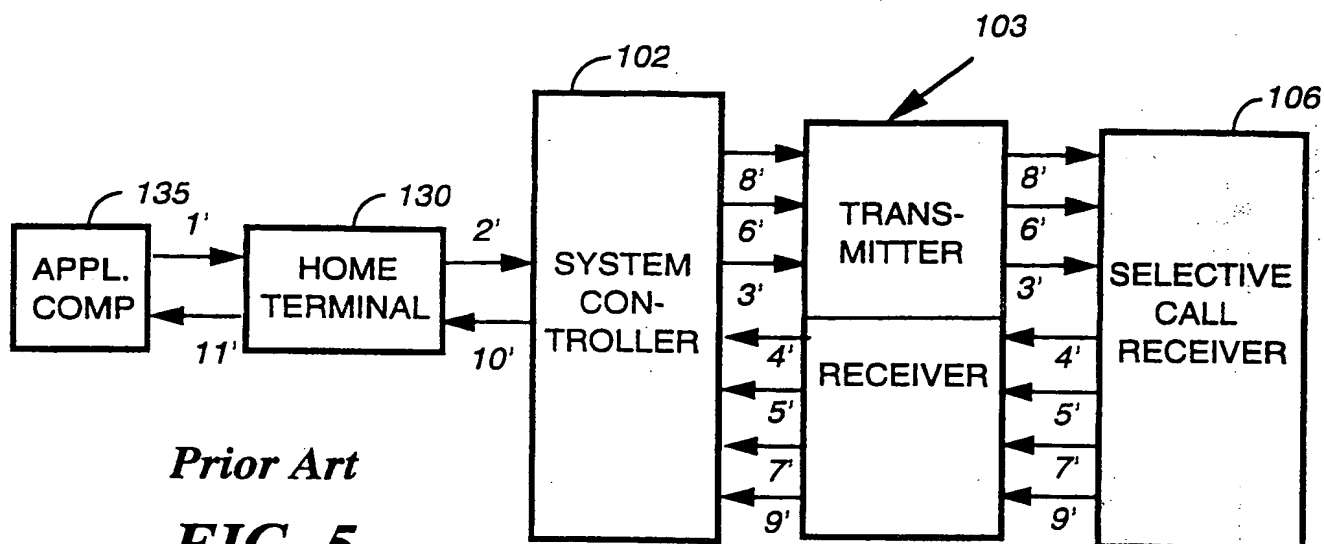 103
102
106
135
130
1'
2'
8'
8'
6'
6'
3'
3'
APPL.
COMP
HOME
TERMINAL
SYSTEM
CON-
TROLLER
TRANS-
MITTER
SELECTIVE
CALL
RECEIVER
11'
10'
4'
4'
RECEIVER
5'
5'
7'
7'
9'
9'
Prior Art
FIG. 5